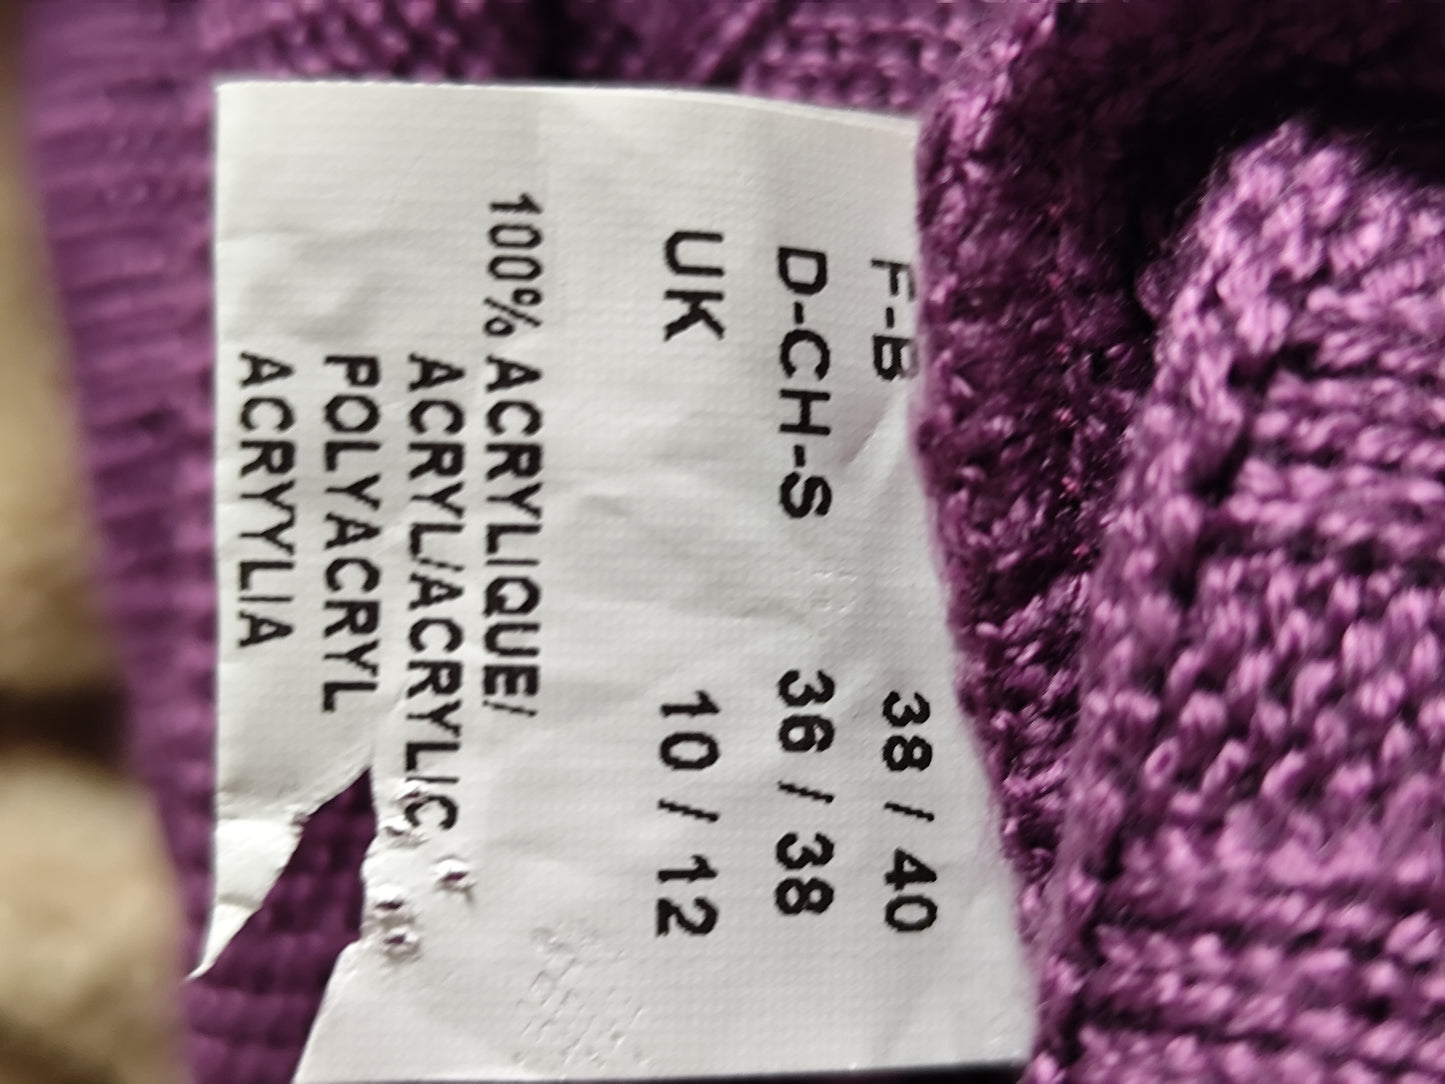 F-B 38 / 40
D-CH-S 36 / 38
UK 10 / 12
100% ACRYLIQUE/
ACRYL/ACRYLIC
POLYACRYL
ACRYYLIA